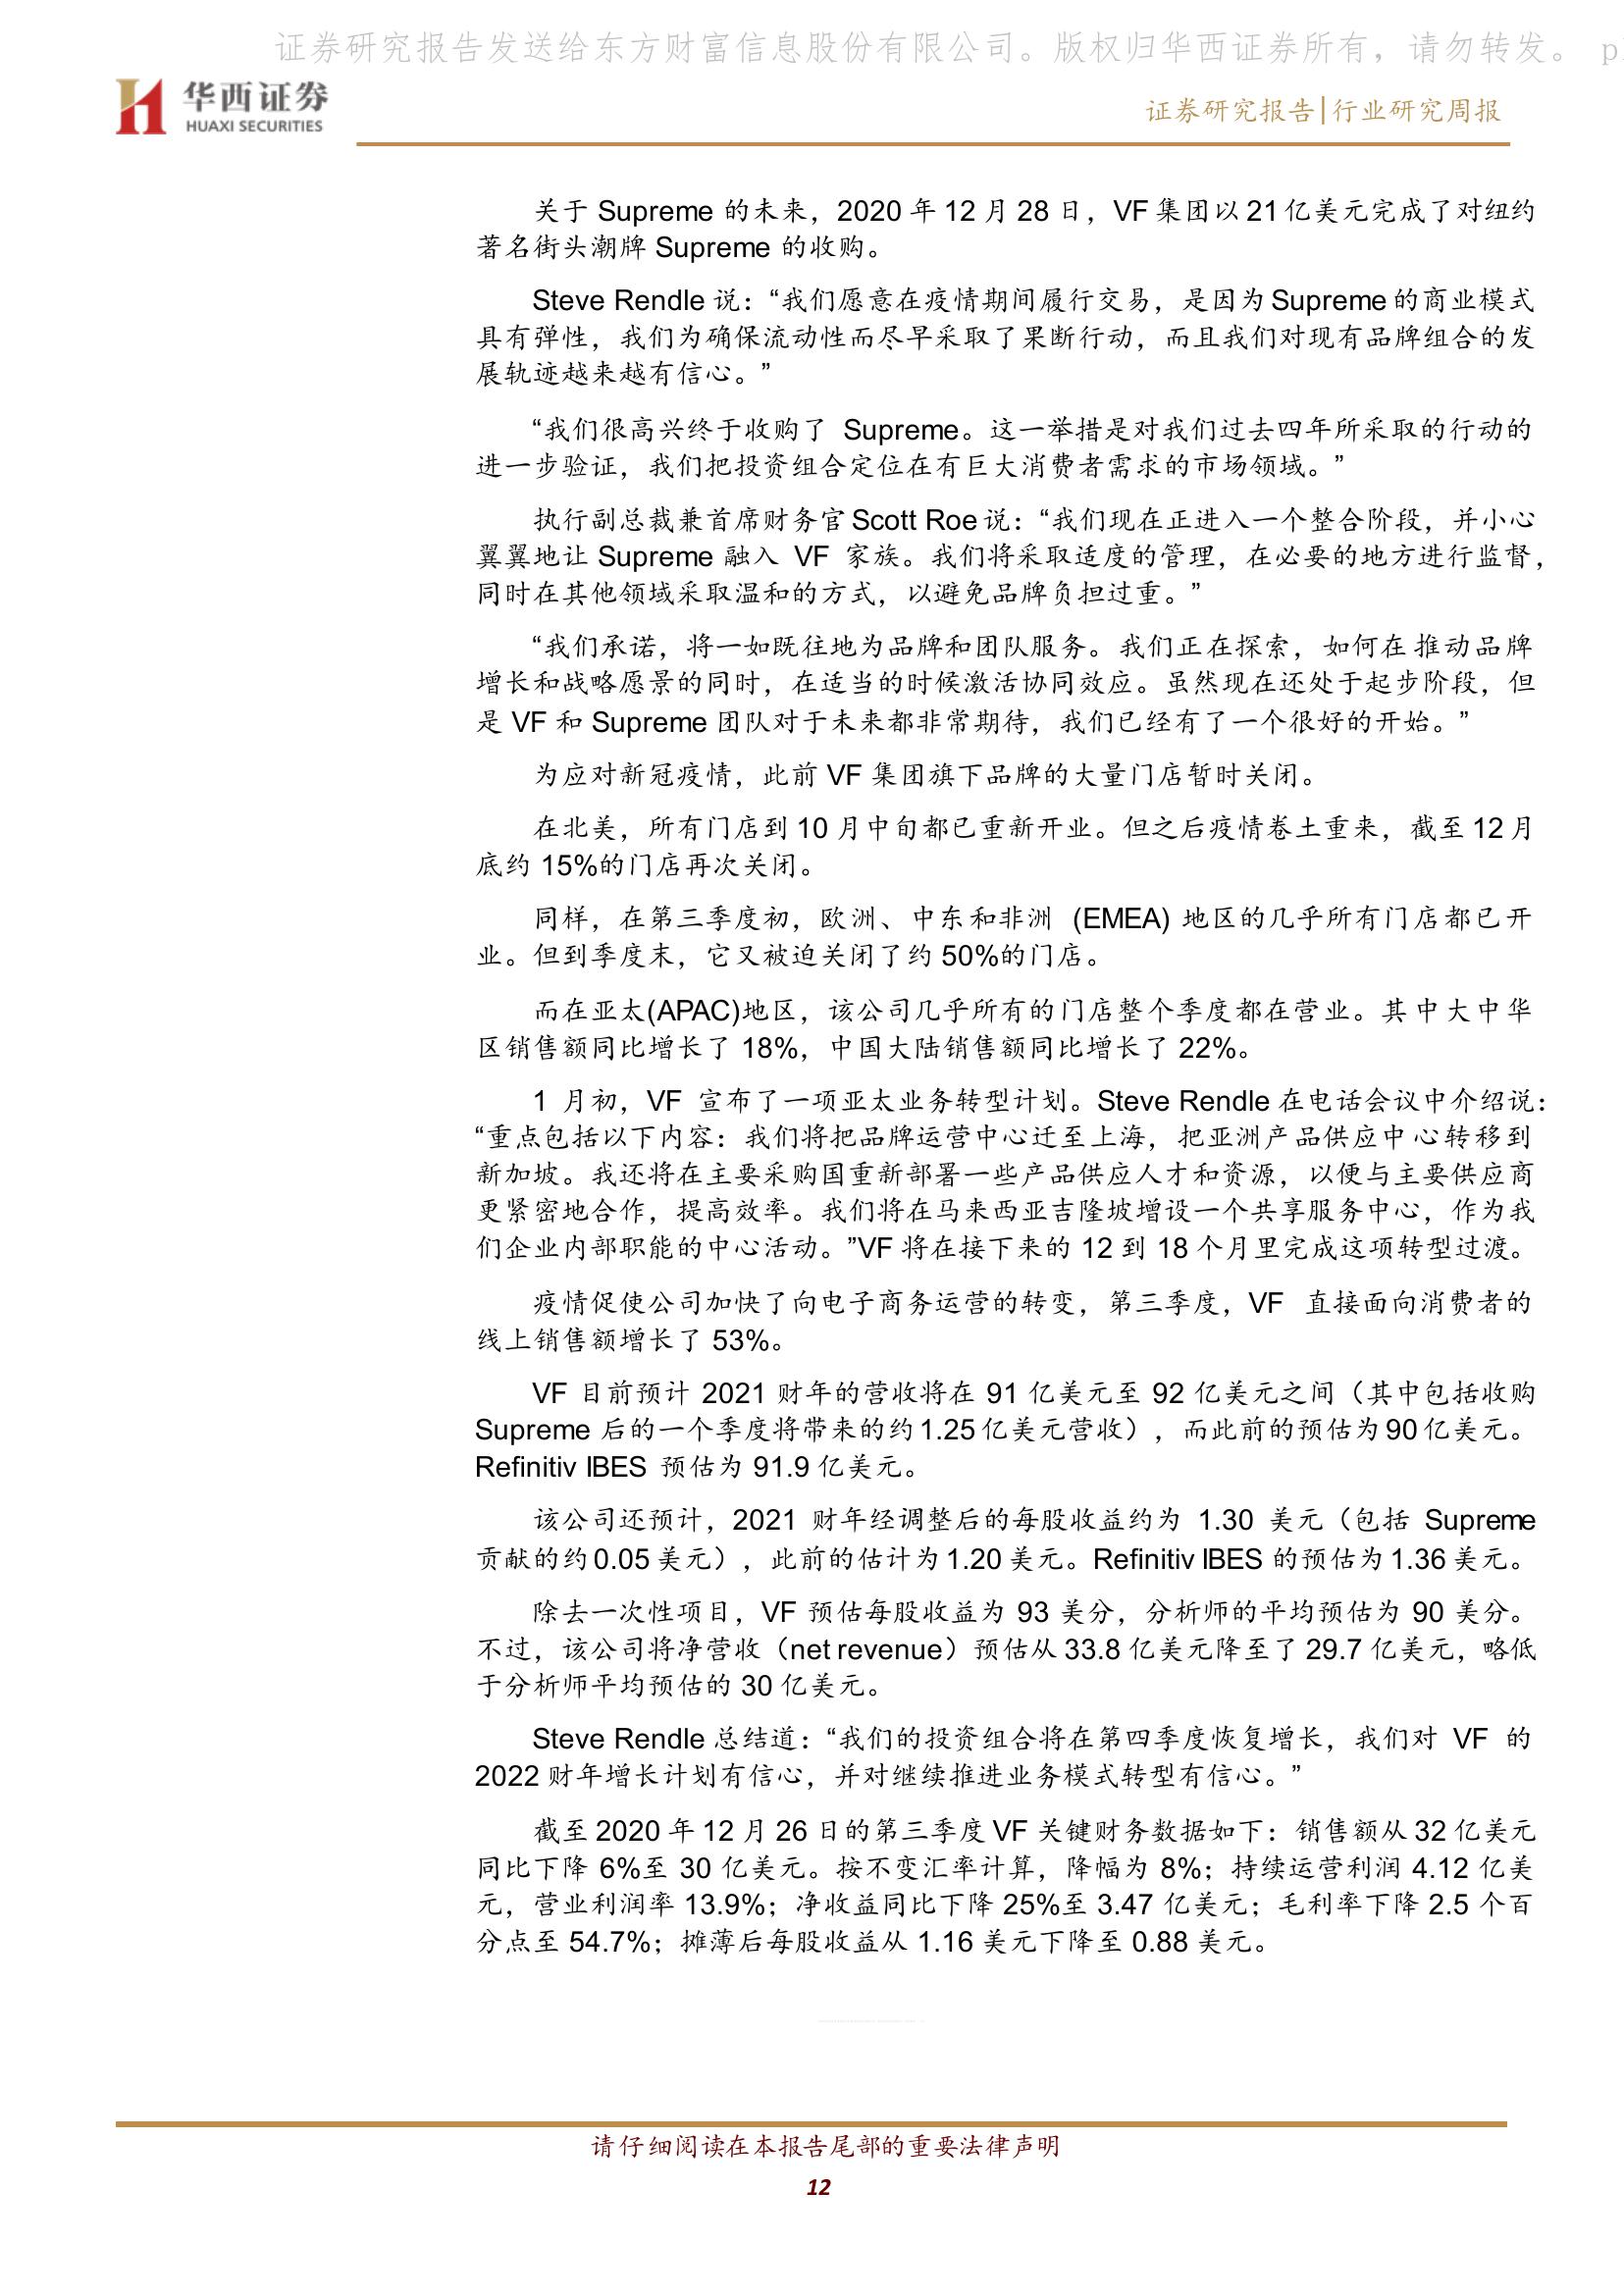 证券研究报告发送给东方财富信息股份有限公司。版权归华西证券所有，请勿转发。 p
华西证券
HUAXI SECURITIES
证券研究报告|行业研究周报
关于 Supreme 的未来，2020 年 12 月 28 日，VF 集团以 21 亿美元完成了对纽约
著名街头潮牌 Supreme 的收购。
Steve Rendle 说：“我们愿意在疫情期间履行交易，是因为 Supreme 的商业模式
具有弹性，我们为确保流动性而尽早采取了果断行动，而且我们对现有品牌组合的发
展轨迹越来越有信心。”
“我们很高兴终于收购了 Supreme。这一举措是对我们过去四年所采取的行动的
进一步验证，我们把投资组合定位在有巨大消费者需求的市场领域。”
执行副总裁兼首席财务官 Scott Roe 说：“我们现在正进入一个整合阶段，并小心
翼翼地让 Supreme 融入 VF 家族。我们将采取适度的管理，在必要的地方进行监督，
同时在其他领域采取温和的方式，以避免品牌负担过重。”
“我们承诺，将一如既往地为品牌和团队服务。我们正在探索，如何在推动品牌
增长和战略愿景的同时，在适当的时候激活协同效应。虽然现在还处于起步阶段，但
是 VF 和 Supreme 团队对于未来都非常期待，我们已经有了一个很好的开始。”
为应对新冠疫情，此前 VF 集团旗下品牌的大量门店暂时关闭。
在北美，所有门店到 10 月中旬都已重新开业。但之后疫情卷土重来，截至 12 月
底约 15%的门店再次关闭。
同样，在第三季度初，欧洲、中东和非洲 (EMEA) 地区的几乎所有门店都已开
业。但到季度末，它又被迫关闭了约 50%的门店。
而在亚太(APAC)地区，该公司几乎所有的门店整个季度都在营业。其中大中华
区销售额同比增长了 18%，中国大陆销售额同比增长了 22%。
1 月初，VF 宣布了一项亚太业务转型计划。Steve Rendle 在电话会议中介绍说：
“重点包括以下内容：我们将把品牌运营中心迁至上海，把亚洲产品供应中心转移到
新加坡。我还将在主要采购国重新部署一些产品供应人才和资源，以便与主要供应商
更紧密地合作，提高效率。我们将在马来西亚吉隆坡增设一个共享服务中心，作为我
们企业内部职能的中心活动。”VF 将在接下来的 12 到 18 个月里完成这项转型过渡。
疫情促使公司加快了向电子商务运营的转变，第三季度，VF 直接面向消费者的
线上销售额增长了 53%。
VF 目前预计 2021 财年的营收将在 91 亿美元至 92 亿美元之间（其中包括收购
Supreme 后的一个季度将带来的约 1.25 亿美元营收），而此前的预估为 90 亿美元。
Refinitiv IBES 预估为 91.9 亿美元。
该公司还预计，2021 财年经调整后的每股收益约为 1.30 美元（包括 Supreme
贡献的约 0.05 美元），此前的估计为 1.20 美元。Refinitiv IBES 的预估为 1.36 美元。
除去一次性项目，VF 预估每股收益为 93 美分，分析师的平均预估为 90 美分。
不过，该公司将净营收（net revenue）预估从 33.8 亿美元降至了 29.7 亿美元，略低
于分析师平均预估的 30 亿美元。
Steve Rendle 总结道：“我们的投资组合将在第四季度恢复增长，我们对 VF 的
2022 财年增长计划有信心，并对继续推进业务模式转型有信心。”
截至 2020 年 12 月 26 日的第三季度 VF 关键财务数据如下：销售额从 32 亿美元
同比下降 6%至 30 亿美元。按不变汇率计算，降幅为 8%；持续运营利润 4.12 亿美
元，营业利润率 13.9%；净收益同比下降 25%至 3.47 亿美元；毛利率下降 2.5 个百
分点至 54.7%；摊薄后每股收益从 1.16 美元下降至 0.88 美元。
请仔细阅读在本报告尾部的重要法律声明
12